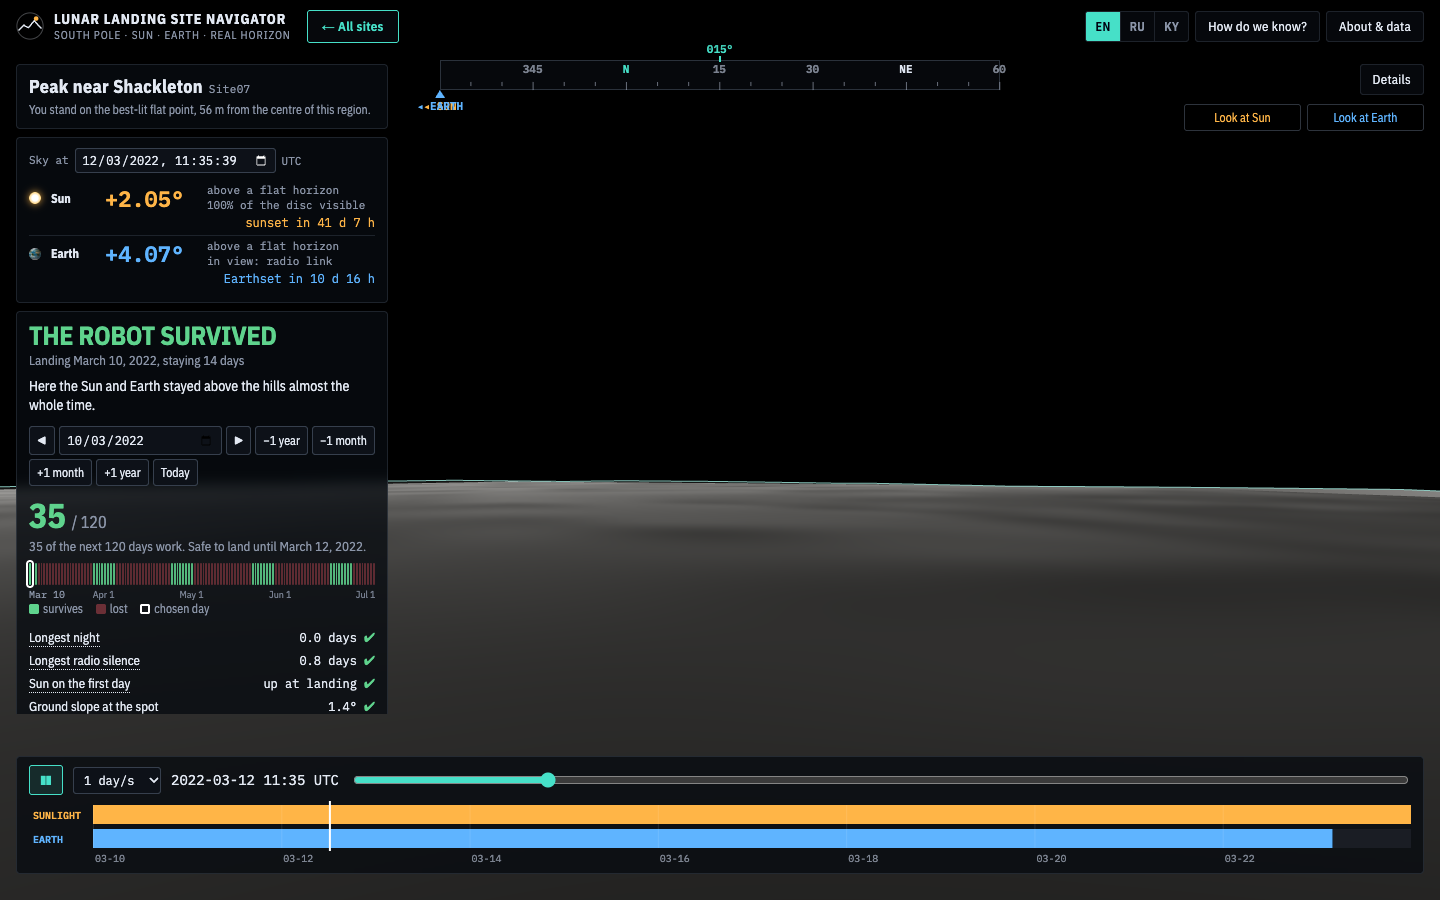 LUNAR LANDING SITE NAVIGATOR
SOUTH POLE · SUN · EARTH · REAL HORIZON
← All sites
EN RU KY
How do we know?
About & data
015°
345 N 15 30 NE 60
Details
Look at Sun
Look at Earth
Peak near Shackleton Site07
You stand on the best-lit flat point, 56 m from the centre of this region.
Sky at 12/03/2022, 11:35:39 UTC
Sun +2.05° above a flat horizon
100% of the disc visible
sunset in 41 d 7 h
Earth +4.07° above a flat horizon
in view: radio link
Earthset in 10 d 16 h
THE ROBOT SURVIVED
Landing March 10, 2022, staying 14 days
Here the Sun and Earth stayed above the hills almost the
whole time.
◀ 10/03/2022 ▶ −1 year −1 month
+1 month +1 year Today
35 / 120
35 of the next 120 days work. Safe to land until March 12, 2022.
Mar 10 Apr 1 May 1 Jun 1 Jul 1
survives lost chosen day
Longest night 0.0 days ✔
Longest radio silence 0.8 days ✔
Sun on the first day up at landing ✔
Ground slope at the spot 1.4° ✔
1 day/s 2022-03-12 11:35 UTC
SUNLIGHT
EARTH
03-10 03-12 03-14 03-16 03-18 03-20 03-22